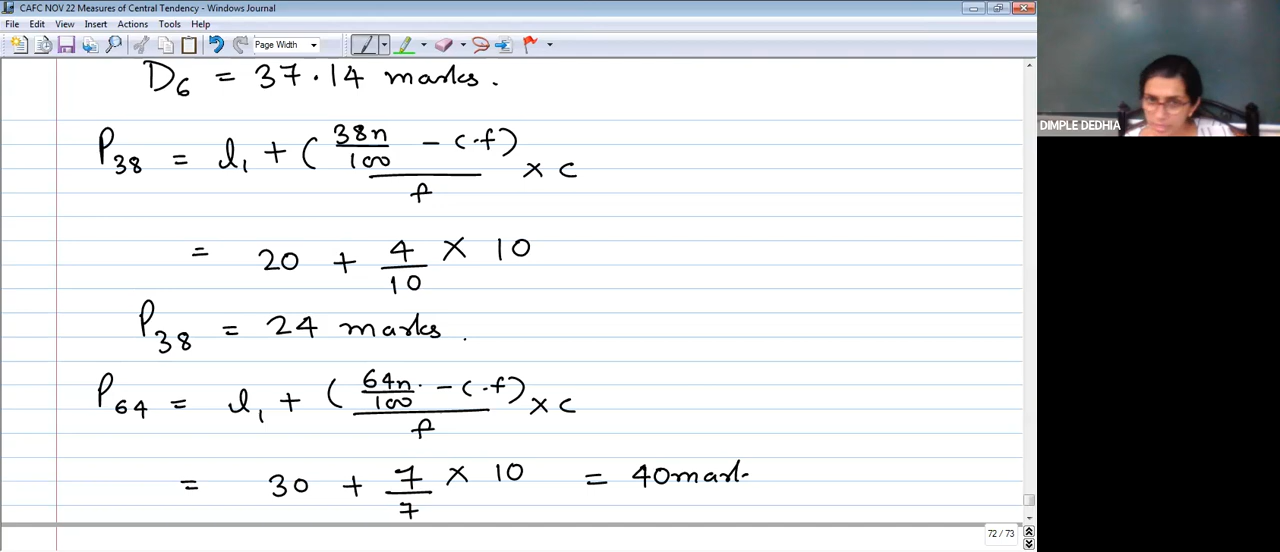 CAFC NOV 22 Measures of Central Tendency - Windows Journal
File Edit View Insert Actions Tools Help
Page Width
D6 = 37.14 marks.
P38 = l1 + (38n/100 - c.f)/f × c
= 20 + 4/10 × 10
P38 = 24 marks.
P64 = l1 + (64n/100 - c.f)/f × c
= 30 + 7/7 × 10 = 40mark
72 / 73
DIMPLE DEDHIA